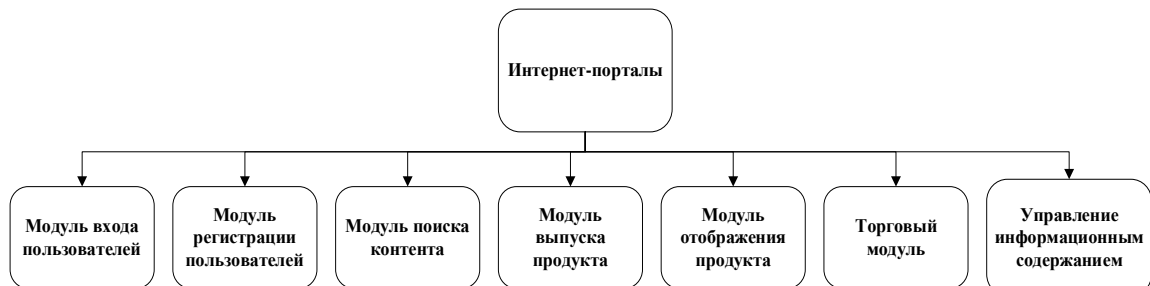 Интернет-порталы
Модуль входа
пользователей
Модуль
регистрации
пользователей
Модуль поиска
контента
Модуль
выпуска
продукта
Модуль
отображения
продукта
Торговый
модуль
Управление
информационным
содержанием